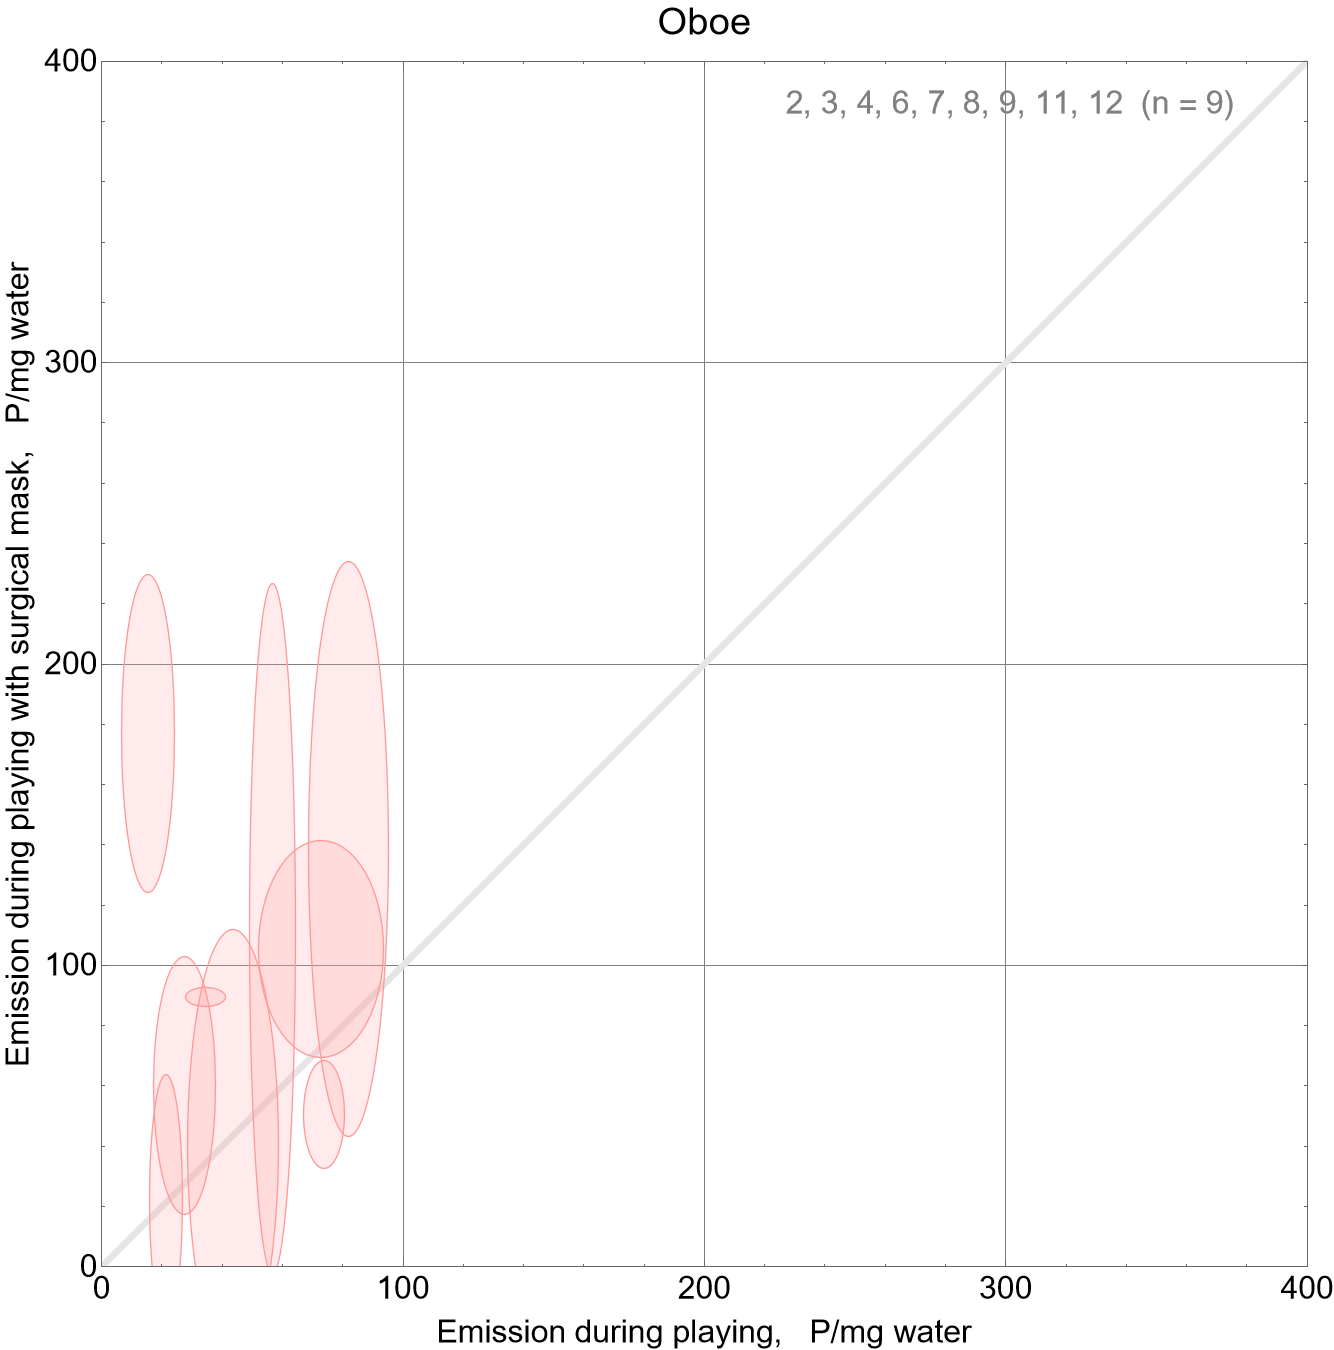 Oboe
2, 3, 4, 6, 7, 8, 9, 11, 12 (n = 9)
Emission during playing with surgical mask, P/mg water
400
300
200
100
0
0 100 200 300 400
Emission during playing, P/mg water